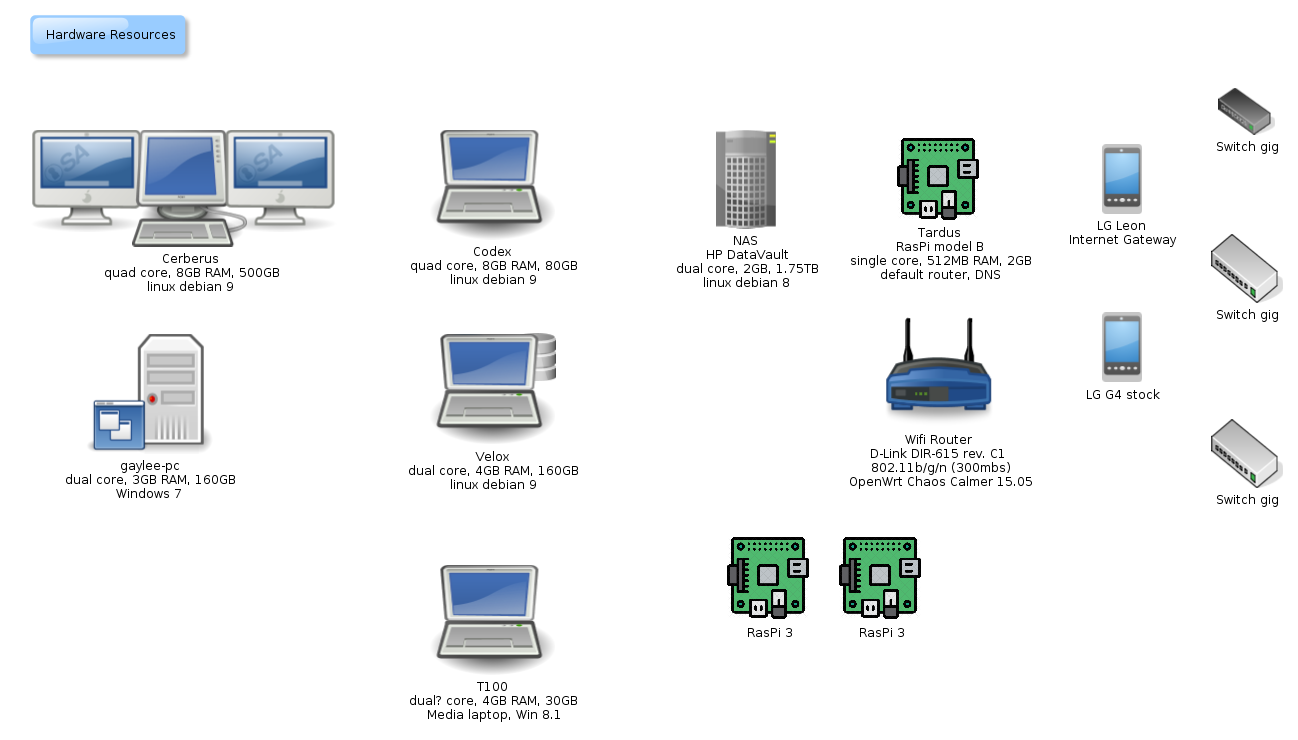 Hardware Resources
OSA
OSA
Cerberus
quad core, 8GB RAM, 500GB
linux debian 9
Codex
quad core, 8GB RAM, 80GB
linux debian 9
NAS
HP DataVault
dual core, 2GB, 1.75TB
linux debian 8
Tardus
RasPi model B
single core, 512MB RAM, 2GB
default router, DNS
LG Leon
Internet Gateway
Switch gig
Switch gig
gaylee-pc
dual core, 3GB RAM, 160GB
Windows 7
Velox
dual core, 4GB RAM, 160GB
linux debian 9
Wifi Router
D-Link DIR-615 rev. C1
802.11b/g/n (300mbs)
OpenWrt Chaos Calmer 15.05
LG G4 stock
Switch gig
RasPi 3
RasPi 3
T100
dual? core, 4GB RAM, 30GB
Media laptop, Win 8.1